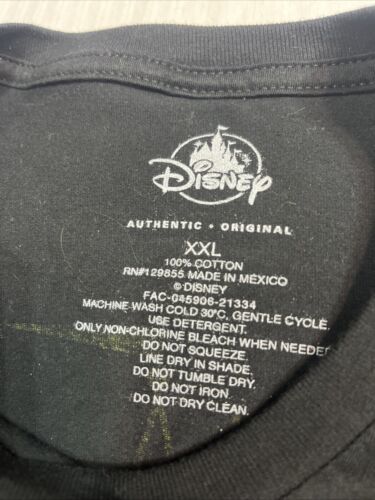 Disney
AUTHENTIC • ORIGINAL
XXL
100% COTTON
RN#129855 MADE IN MEXICO
© DISNEY
FAC-045906-21334
MACHINE WASH COLD 30°C, GENTLE CYCLE.
USE DETERGENT.
ONLY NON-CHLORINE BLEACH WHEN NEEDED
DO NOT SQUEEZE.
LINE DRY IN SHADE.
DO NOT TUMBLE DRY.
DO NOT IRON.
DO NOT DRY CLEAN.